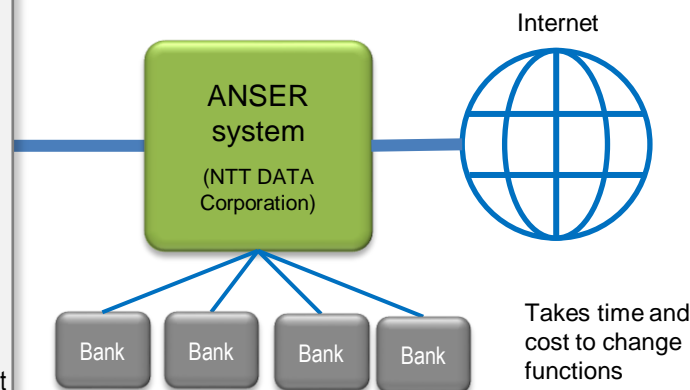 Internet
ANSER
system
(NTT DATA
Corporation)
Bank
Bank
Bank
Bank
Takes time and
cost to change
functions
t